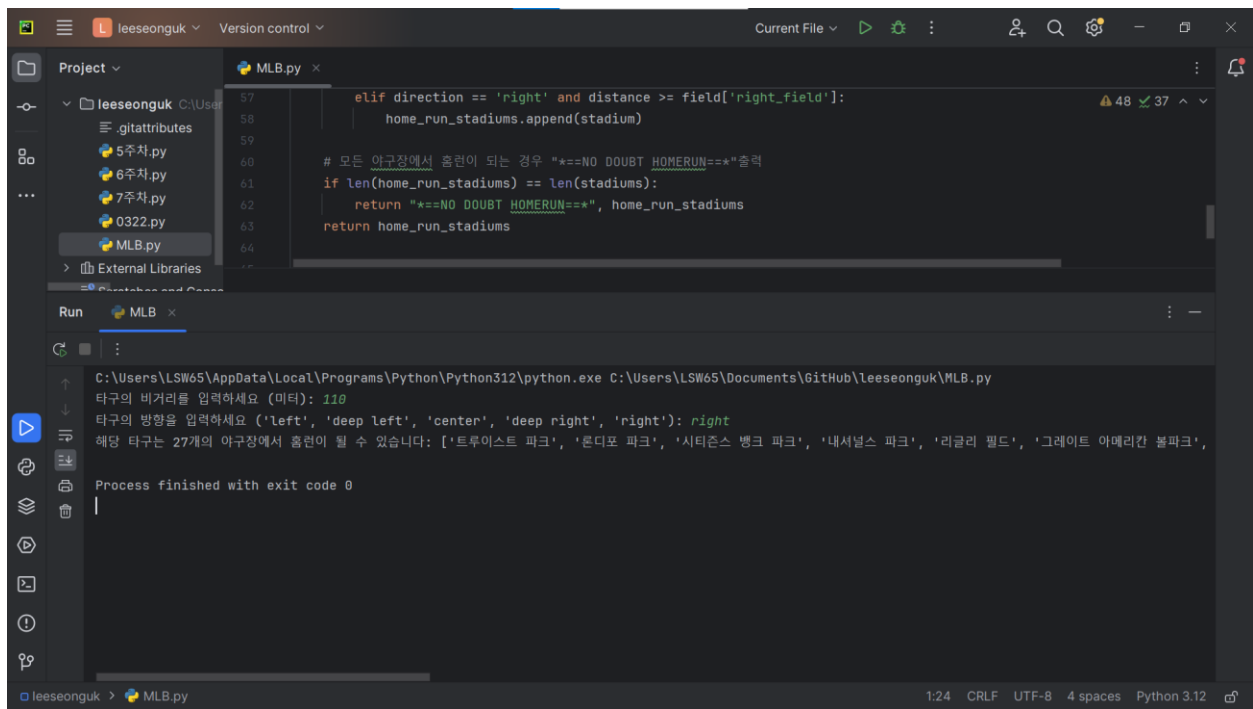 PC
L leeseonguk Version control Current File
Project MLB.py
leeseonguk C:\User
.gitattributes
5주차.py
6주차.py
7주차.py
0322.py
MLB.py
External Libraries
57 elif direction == 'right' and distance >= field['right_field']:
48 37
58 home_run_stadiums.append(stadium)
59
60 # 모든 야구장에서 홈런이 되는 경우 "*==NO DOUBT HOMERUN==*"출력
61 if len(home_run_stadiums) == len(stadiums):
62 return "*==NO DOUBT HOMERUN==*", home_run_stadiums
63 return home_run_stadiums
64
Run MLB
C:\Users\LSW65\AppData\Local\Programs\Python\Python312\python.exe C:\Users\LSW65\Documents\GitHub\leeseonguk\MLB.py
타구의 비거리를 입력하세요 (미터): 110
타구의 방향을 입력하세요 ('left', 'deep left', 'center', 'deep right', 'right'): right
해당 타구는 27개의 야구장에서 홈런이 될 수 있습니다: ['트루이스트 파크', '론디포 파크', '시티즌스 뱅크 파크', '내셔널스 파크', '리글리 필드', '그레이트 아메리칸 볼파크',
Process finished with exit code 0
leeseonguk > MLB.py 1:24 CRLF UTF-8 4 spaces Python 3.12